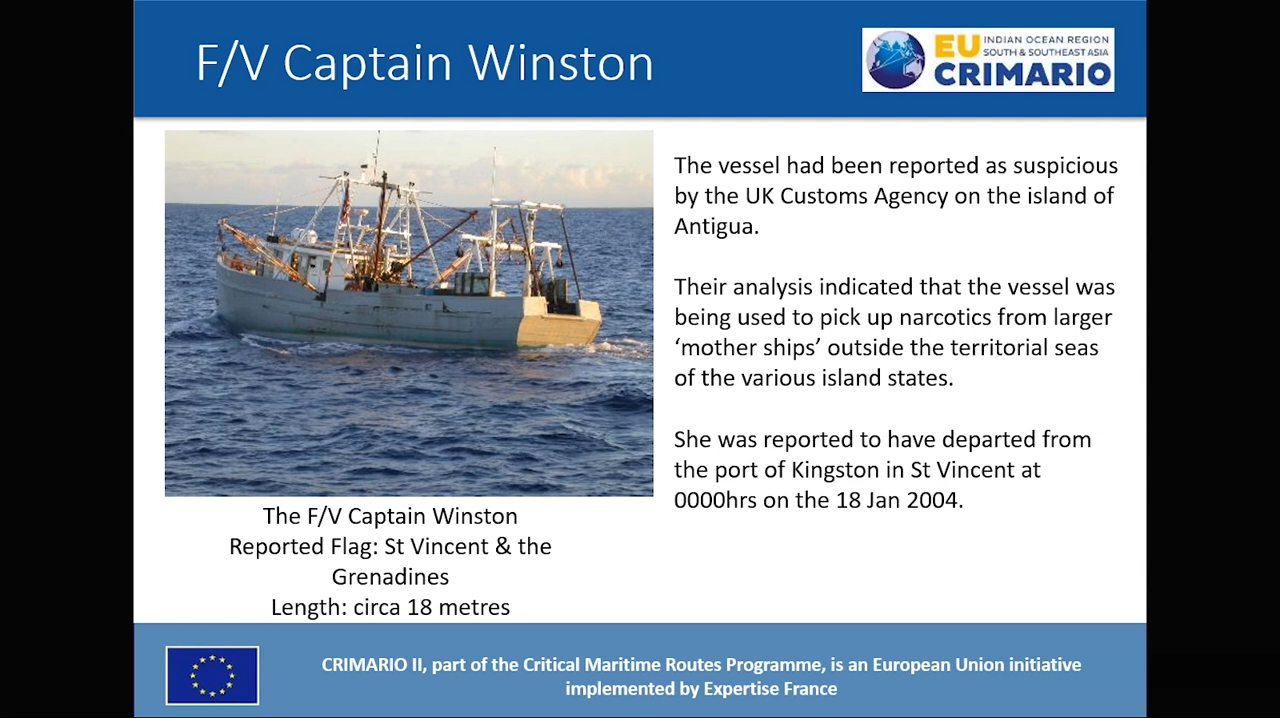 F/V Captain Winston
EU INDIAN OCEAN REGION
SOUTH & SOUTHEAST ASIA
CRIMARIO
The vessel had been reported as suspicious
by the UK Customs Agency on the island of
Antigua.
Their analysis indicated that the vessel was
being used to pick up narcotics from larger
‘mother ships’ outside the territorial seas
of the various island states.
She was reported to have departed from
the port of Kingston in St Vincent at
0000hrs on the 18 Jan 2004.
The F/V Captain Winston
Reported Flag: St Vincent & the
Grenadines
Length: circa 18 metres
CRIMARIO II, part of the Critical Maritime Routes Programme, is an European Union initiative
implemented by Expertise France